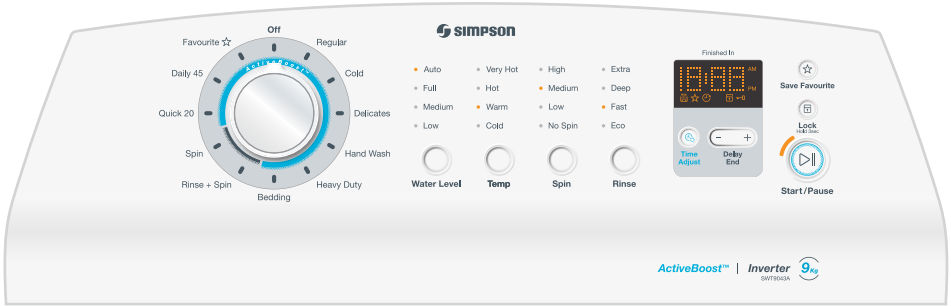 SIMPSON
Off
Favourite ☆
Regular
Daily 45
Cold
Quick 20
Delicates
Spin
Hand Wash
Rinse + Spin
Heavy Duty
Bedding
ActiveBoost™
Auto
Full
Medium
Low
Water Level
Very Hot
Hot
Warm
Cold
Temp
High
Medium
Low
No Spin
Spin
Extra
Deep
Fast
Eco
Rinse
Finished In
18:88
AM
PM
Time
Adjust
− +
Delay
End
Save Favourite
Lock
Hold 3sec
Start/Pause
ActiveBoost™ | Inverter 9Kg
SWT9043A